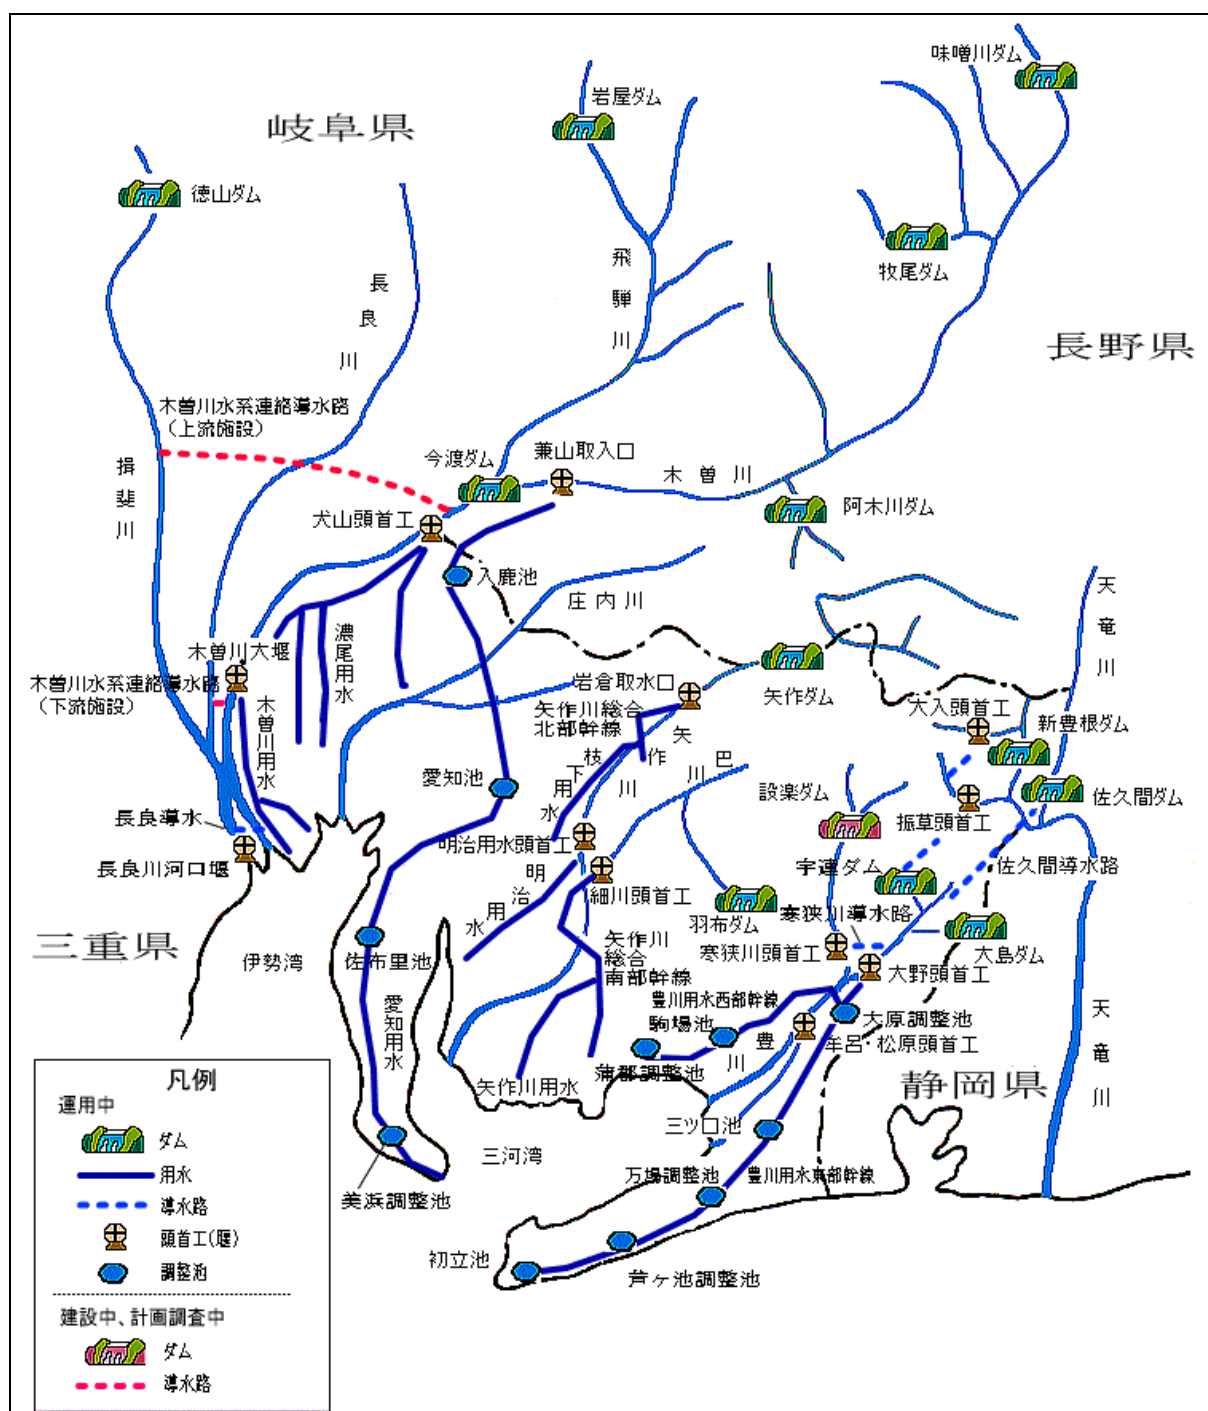 味噌川ダム
岩屋ダム
岐阜県
徳山ダム
牧尾ダム
飛騨川
長良川
長野県
木曽川水系連絡導水路
（上流施設）
揖斐川
今渡ダム
兼山取入口
木曽川
阿木川ダム
犬山頭首工
入鹿池
庄内川
天竜川
濃尾用水
木曽川大堰
木曽川水系連絡導水路
（下流施設）
木曽川用水
岩倉取水口
矢作ダム
矢作川総合
北部幹線
大入頭首工
新豊根ダム
枝下用水
矢作川
巴川
愛知池
設楽ダム
佐久間ダム
振草頭首工
長良導水
明治用水頭首工
宇連ダム
佐久間導水路
長良川河口堰
明治用水
細川頭首工
羽布ダム
寒狭川導水路
三重県
伊勢湾
佐布里池
矢作川
総合
南部幹線
寒狭川頭首工
大島ダム
大野頭首工
愛知用水
豊川用水西部幹線
駒場池
大原調整池
豊川
牟呂・松原頭首工
蒲郡調整池
天竜川
矢作川用水
静岡県
三ツ口池
三河湾
万場調整池
豊川用水東部幹線
美浜調整池
初立池
芦ヶ池調整池
凡例
運用中
ダム
用水
導水路
頭首工(堰)
調整池
建設中、計画調査中
ダム
導水路